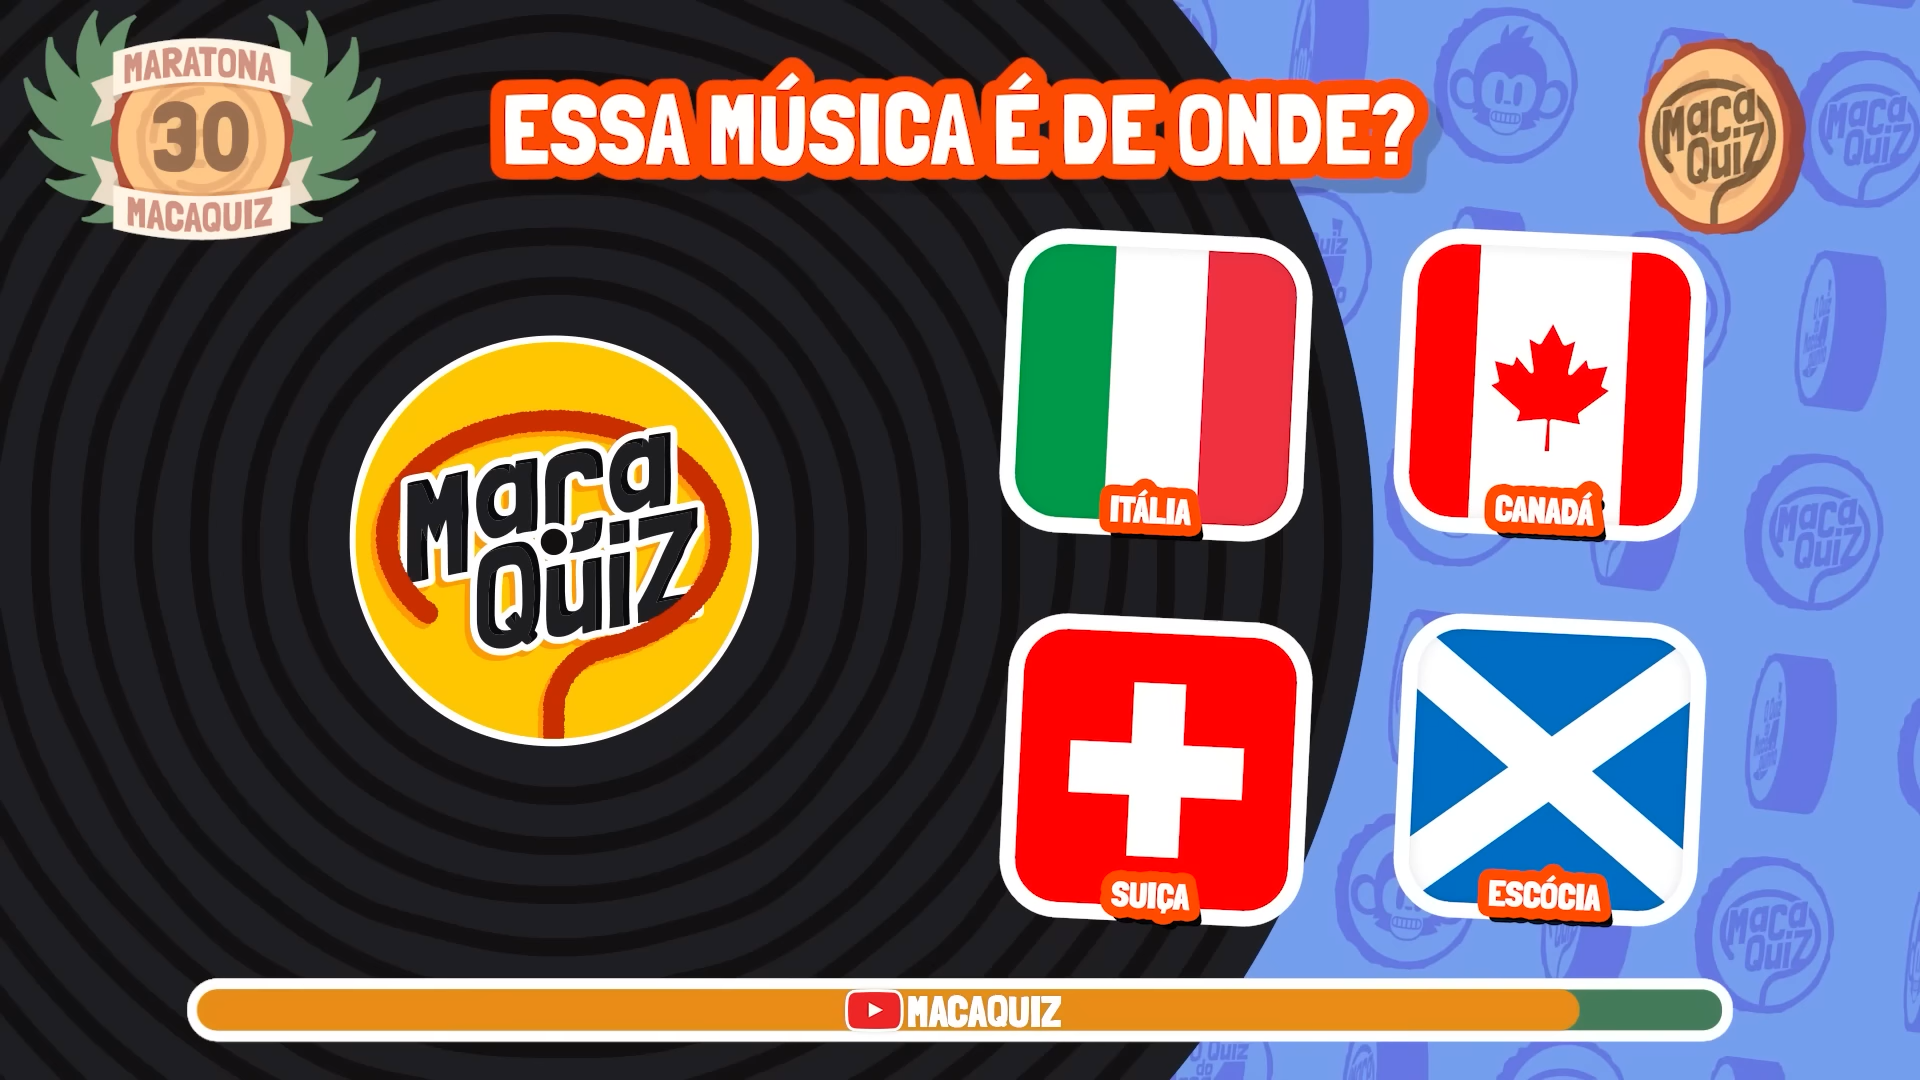 MARATONA
30
MACAQUIZ
ESSA MÚSICA É DE ONDE?
Maca
Quiz
Maca
Quiz
ITÁLIA
CANADÁ
SUIÇA
ESCÓCIA
MACAQUIZ